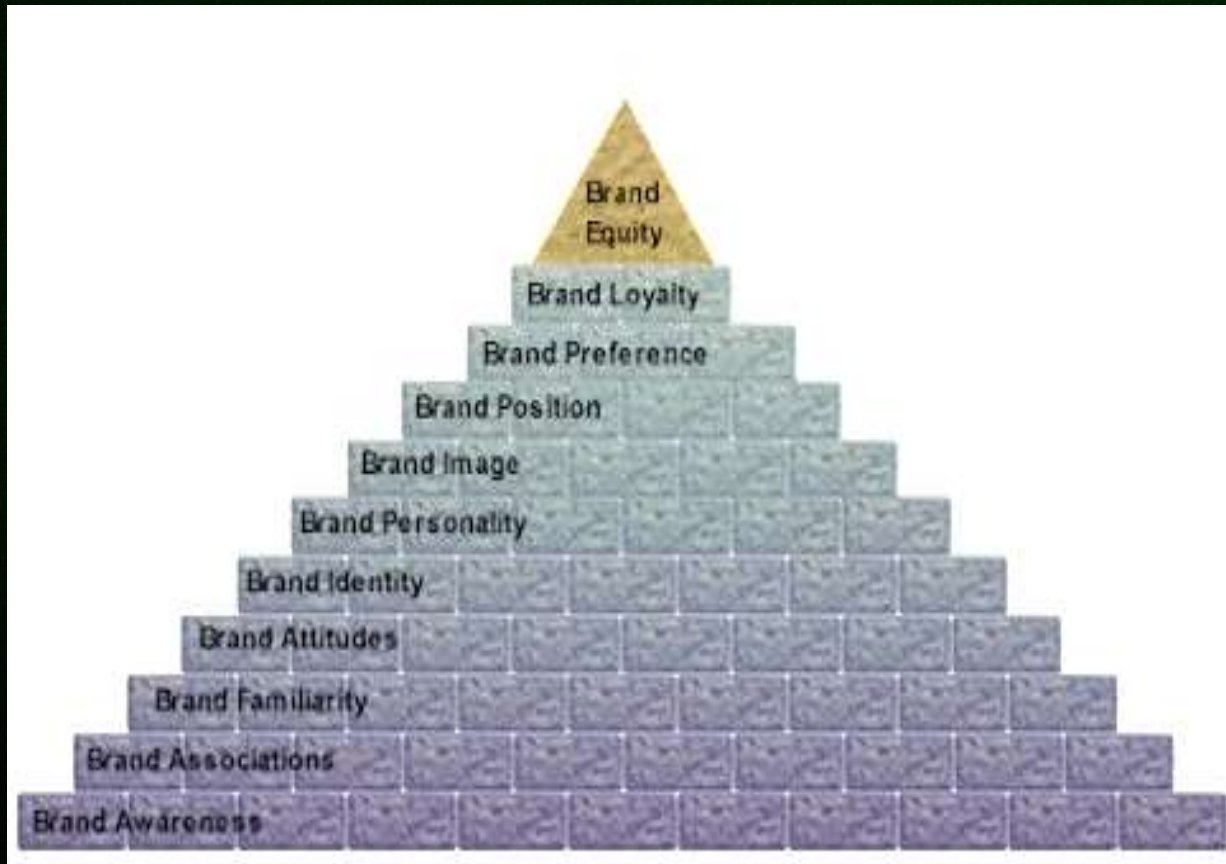 Brand
Equity
Brand Loyalty
Brand Preference
Brand Position
Brand Image
Brand Personality
Brand Identity
Brand Attitudes
Brand Familiarity
Brand Associations
Brand Awareness